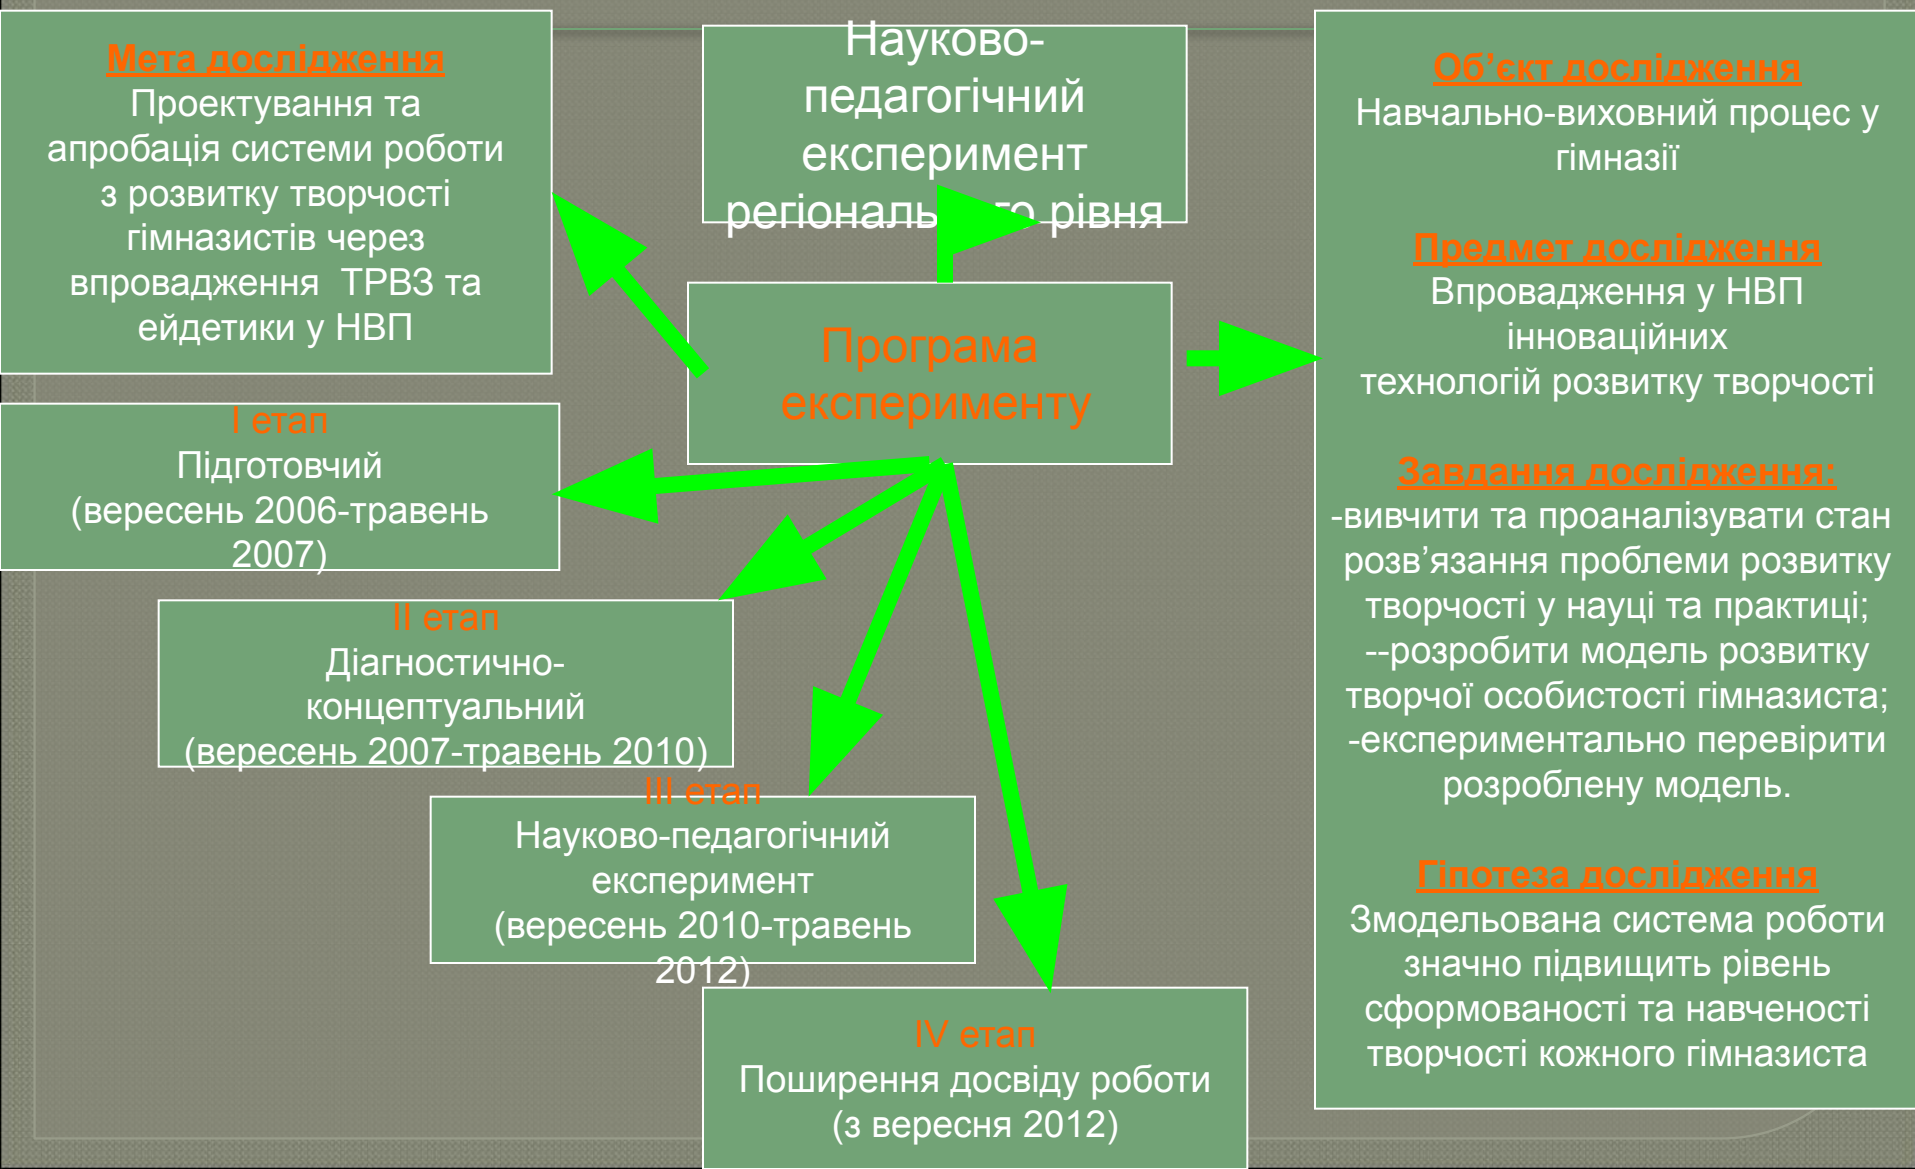 Мета дослідження
Проектування та
апробація системи роботи
з розвитку творчості
гімназистів через
впровадження ТРВЗ та
ейдетики у НВП
Науково-
педагогічний
експеримент
регіонального рівня
Програма
експерименту
Об’єкт дослідження
Навчально-виховний процес у
гімназії
Предмет дослідження
Впровадження у НВП
інноваційних
технологій розвитку творчості
Завдання дослідження:
-вивчити та проаналізувати стан
розв’язання проблеми розвитку
творчості у науці та практиці;
--розробити модель розвитку
творчої особистості гімназиста;
-експериментально перевірити
розроблену модель.
Гіпотеза дослідження
Змодельована система роботи
значно підвищить рівень
сформованості та навченості
творчості кожного гімназиста
І етап
Підготовчий
(вересень 2006-травень
2007)
ІІ етап
Діагностично-
концептуальний
(вересень 2007-травень 2010)
ІІІ етап
Науково-педагогічний
експеримент
(вересень 2010-травень
2012)
IV етап
Поширення досвіду роботи
(з вересня 2012)